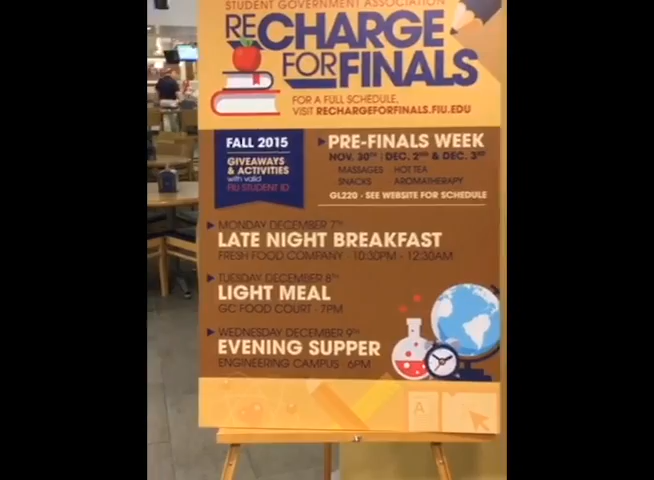 STUDENT GOVERNMENT ASSOCIATION
RECHARGE
FOR FINALS
FOR A FULL SCHEDULE,
VISIT RECHARGEFORFINALS.FIU.EDU
FALL 2015
GIVEAWAYS
& ACTIVITIES
with valid
FIU STUDENT ID
PRE-FINALS WEEK
NOV. 30TH | DEC. 2ND & DEC. 3RD
MASSAGES HOT TEA
SNACKS AROMATHERAPY
GL220 - SEE WEBSITE FOR SCHEDULE
MONDAY DECEMBER 7TH
LATE NIGHT BREAKFAST
FRESH FOOD COMPANY - 10:30PM - 12:30AM
TUESDAY DECEMBER 8TH
LIGHT MEAL
GC FOOD COURT - 7PM
WEDNESDAY DECEMBER 9TH
EVENING SUPPER
ENGINEERING CAMPUS - 6PM
A